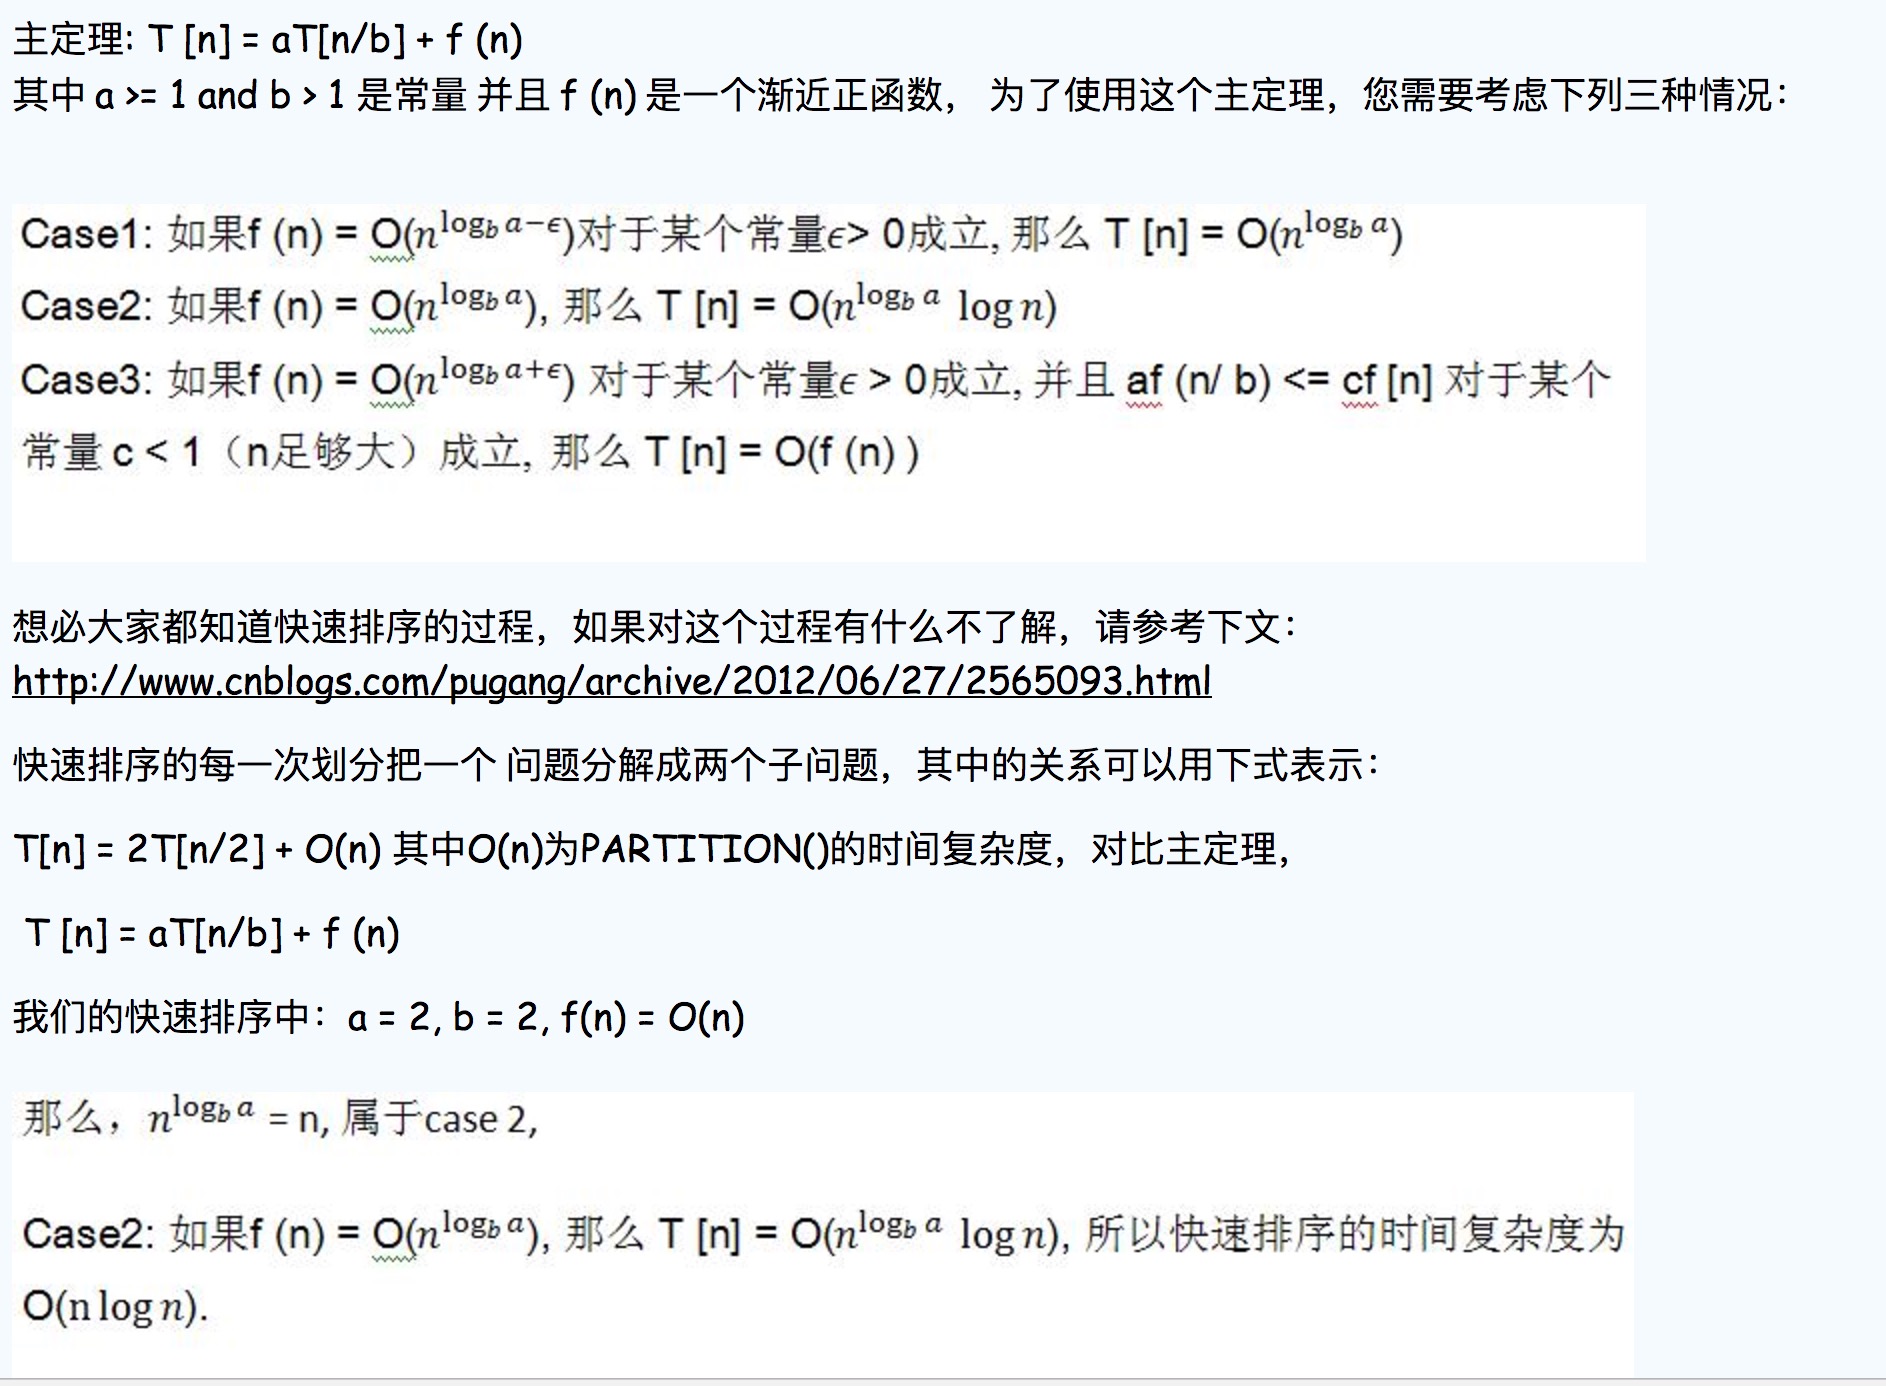 主定理: T [n] = aT[n/b] + f (n)
其中 a >= 1 and b > 1 是常量 并且 f (n) 是一个渐近正函数， 为了使用这个主定理，您需要考虑下列三种情况：
Case1: 如果f (n) = O(n^{log_b a−ϵ})对于某个常量ϵ> 0成立, 那么 T [n] = O(n^{log_b a})
Case2: 如果f (n) = O(n^{log_b a}), 那么 T [n] = O(n^{log_b a} log n)
Case3: 如果f (n) = O(n^{log_b a+ϵ}) 对于某个常量ϵ > 0成立, 并且 af (n/ b) <= cf [n] 对于某个
常量 c < 1（n足够大）成立, 那么 T [n] = O(f (n) )
想必大家都知道快速排序的过程，如果对这个过程有什么不了解，请参考下文：
http://www.cnblogs.com/pugang/archive/2012/06/27/2565093.html
快速排序的每一次划分把一个 问题分解成两个子问题，其中的关系可以用下式表示：
T[n] = 2T[n/2] + O(n) 其中O(n)为PARTITION()的时间复杂度，对比主定理，
T [n] = aT[n/b] + f (n)
我们的快速排序中：a = 2, b = 2, f(n) = O(n)
那么，n^{log_b a} = n, 属于case 2,
Case2: 如果f (n) = O(n^{log_b a}), 那么 T [n] = O(n^{log_b a} log n), 所以快速排序的时间复杂度为
O(n log n).